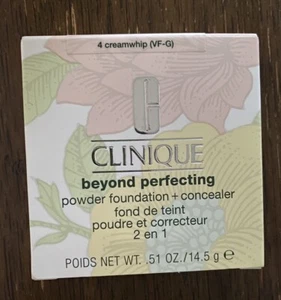 4 creamwhip (VF-G)
CLINIQUE
beyond perfecting
powder foundation + concealer
fond de teint
poudre et correcteur
2 en 1
POIDS NET WT. .51 OZ./14.5 g ℮